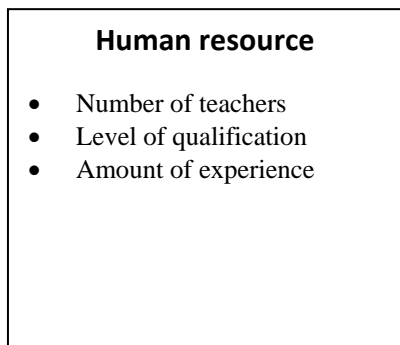 Human resource
• Number of teachers
• Level of qualification
• Amount of experience